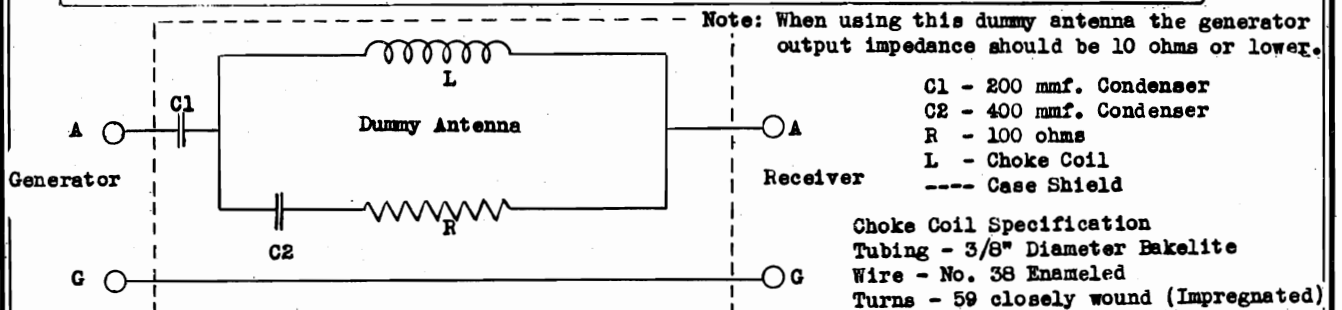 Note: When using this dummy antenna the generator
output impedance should be 10 ohms or lower.
C1 - 200 mmf. Condenser
C2 - 400 mmf. Condenser
R - 100 ohms
L - Choke Coil
---- Case Shield
Choke Coil Specification
Tubing - 3/8" Diameter Bakelite
Wire - No. 38 Enameled
Turns - 59 closely wound (Impregnated)
L
C1
A
Dummy Antenna
A
Generator
Receiver
R
C2
G
G